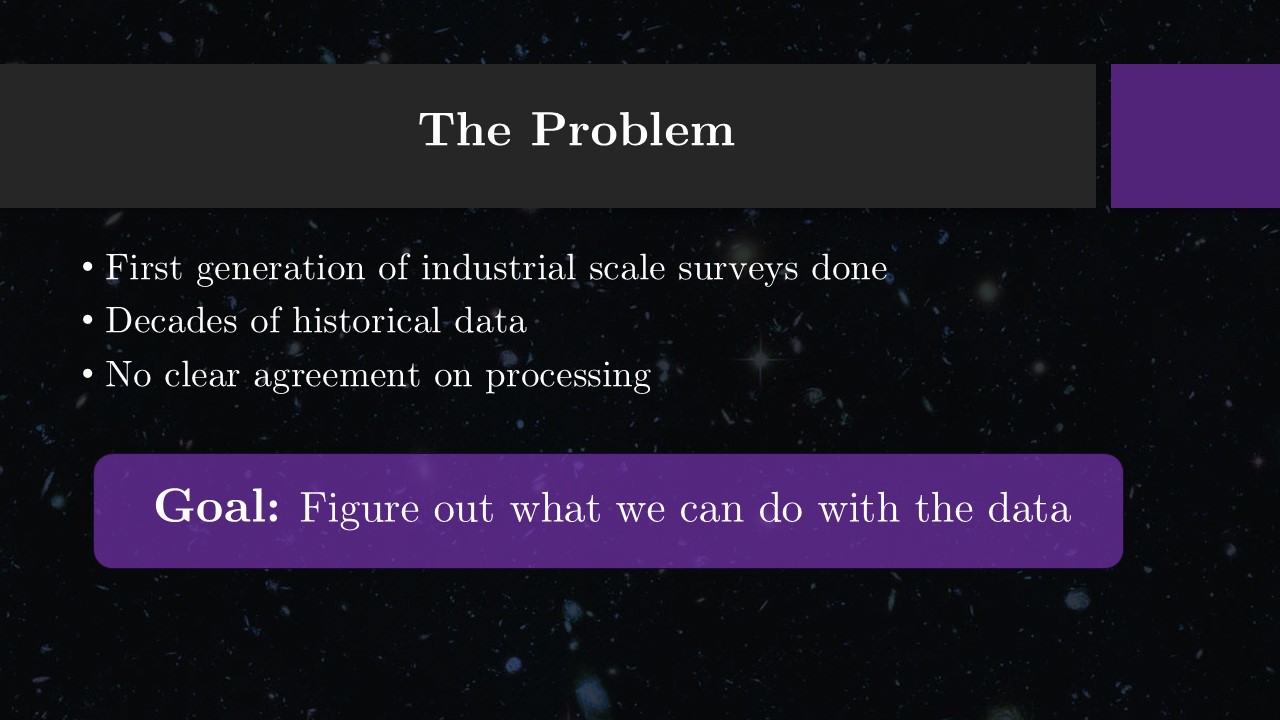 The Problem
• First generation of industrial scale surveys done
• Decades of historical data
• No clear agreement on processing
Goal: Figure out what we can do with the data